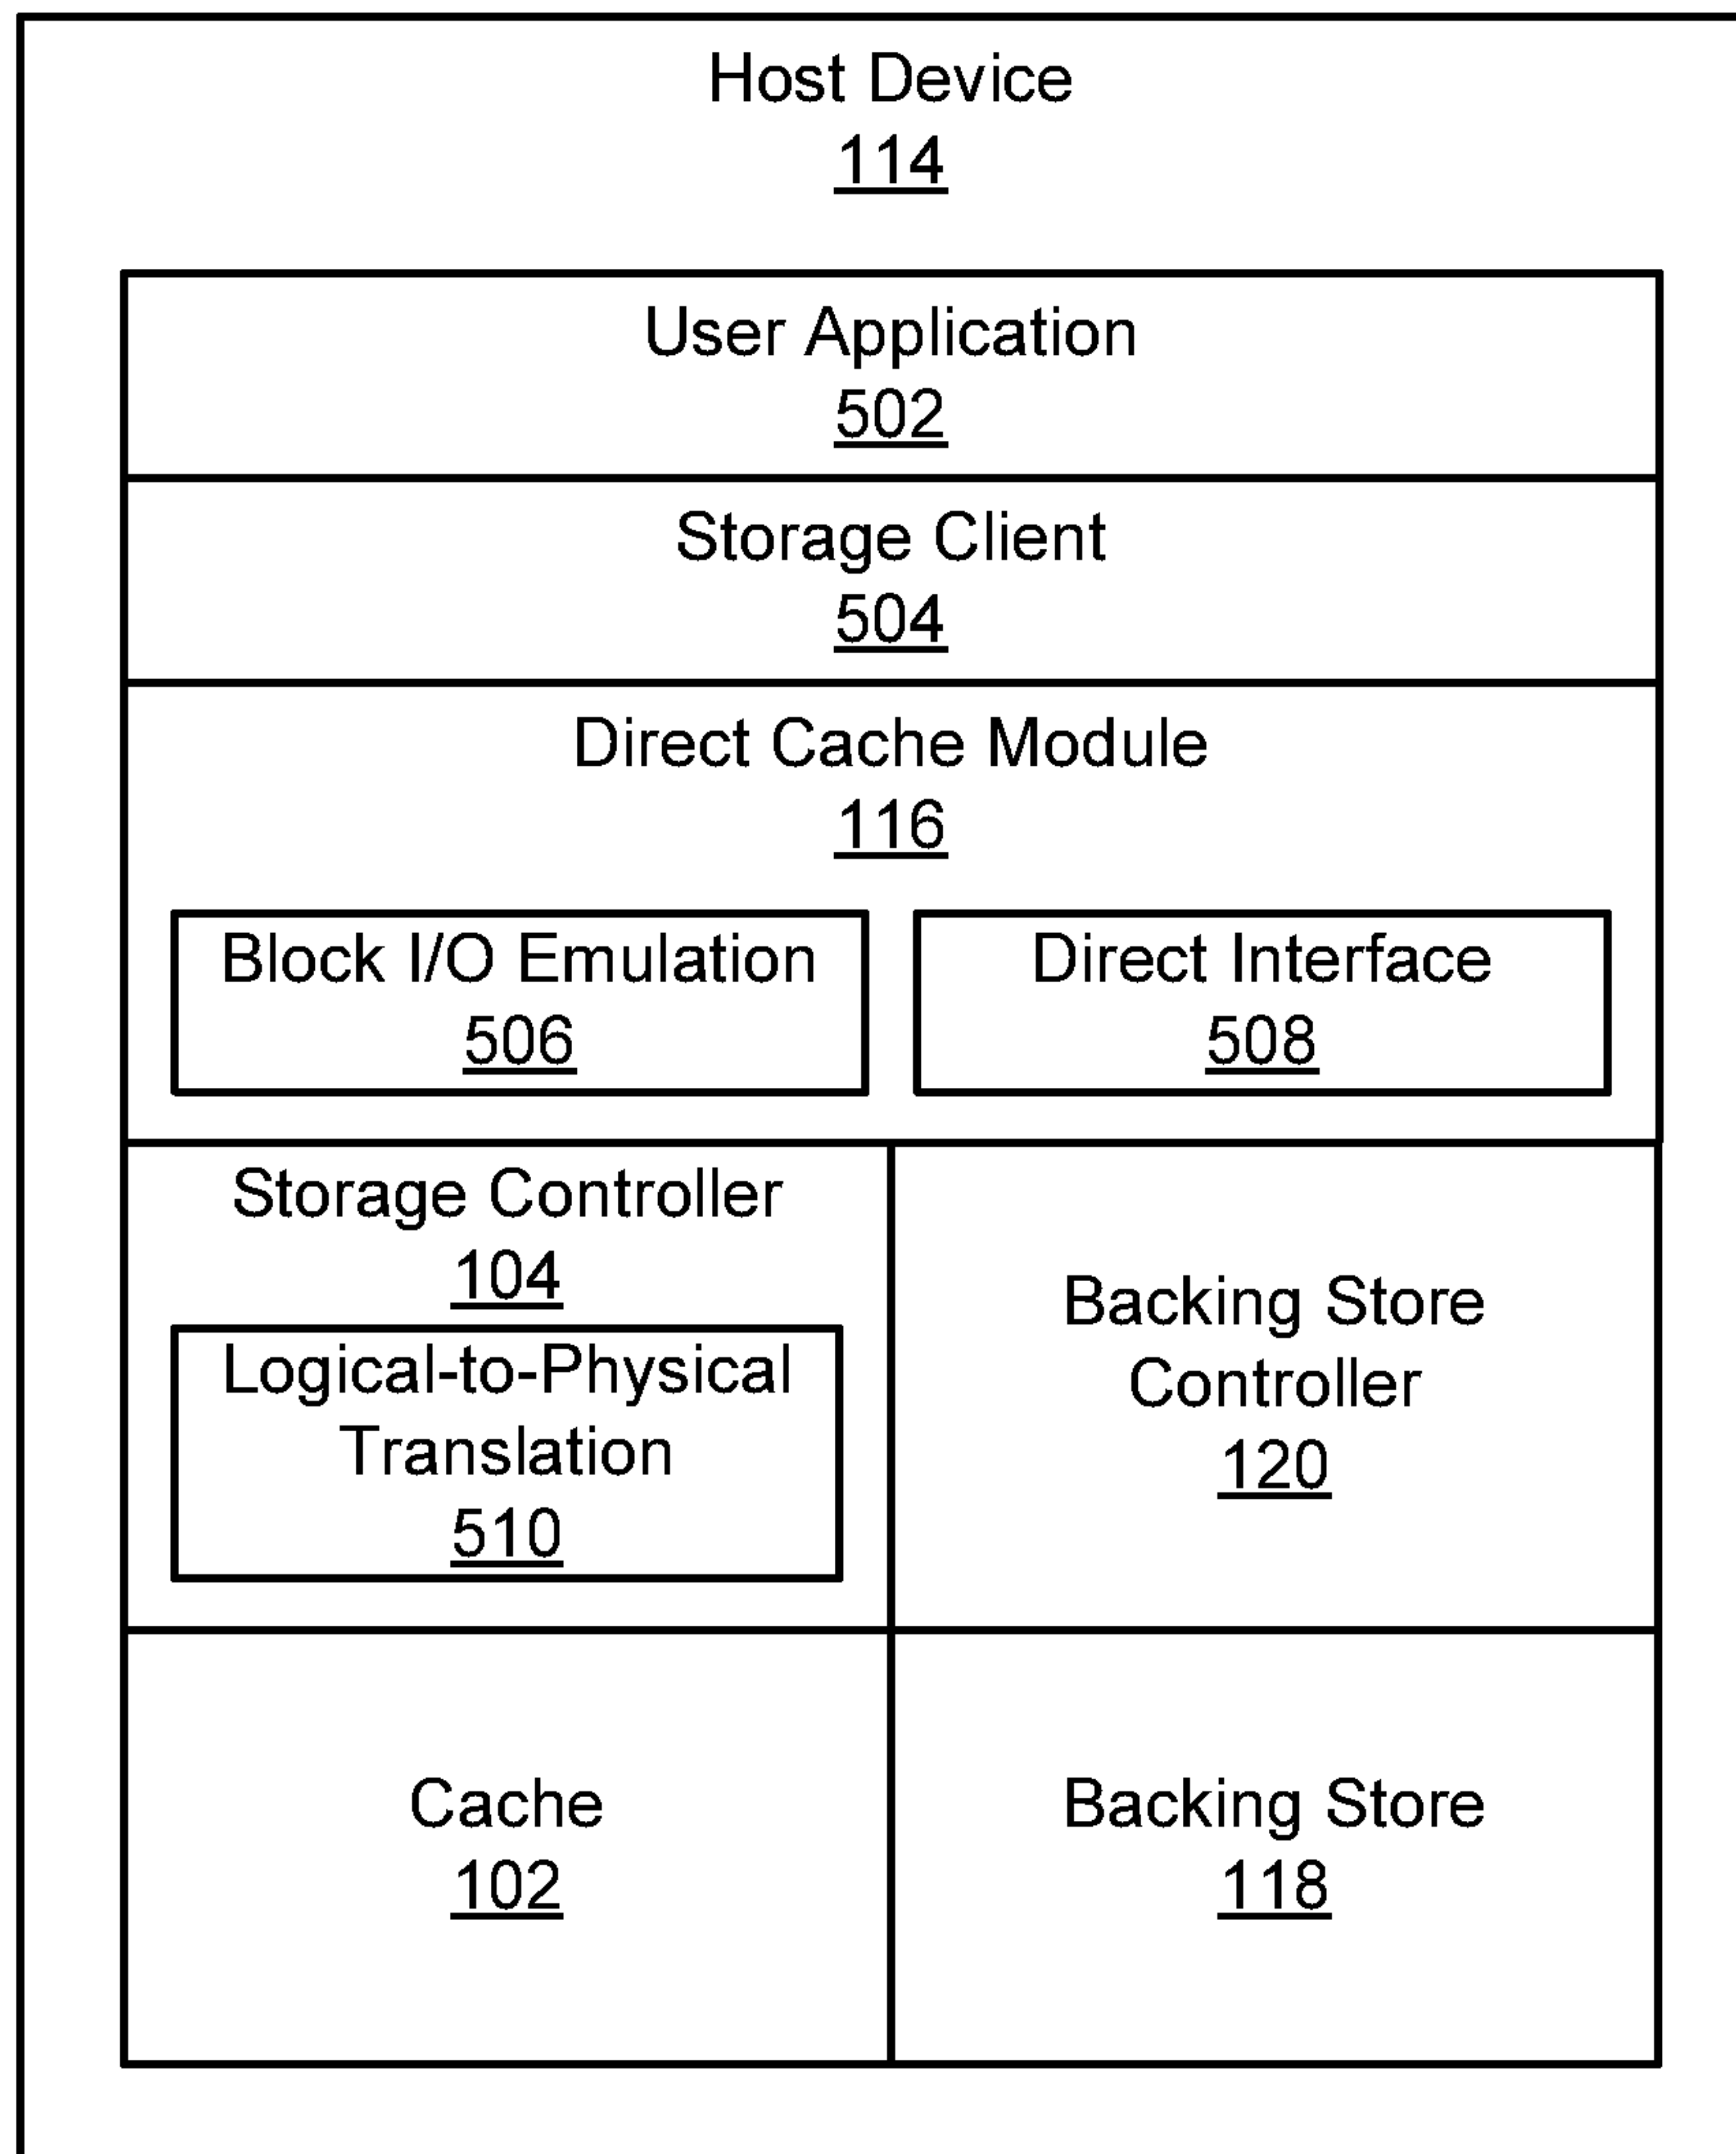 Host Device
114
User Application
502
Storage Client
504
Direct Cache Module
116
Block I/O Emulation
506
Direct Interface
508
Storage Controller
104
Logical-to-Physical
Translation
510
Backing Store
Controller
120
Cache
102
Backing Store
118